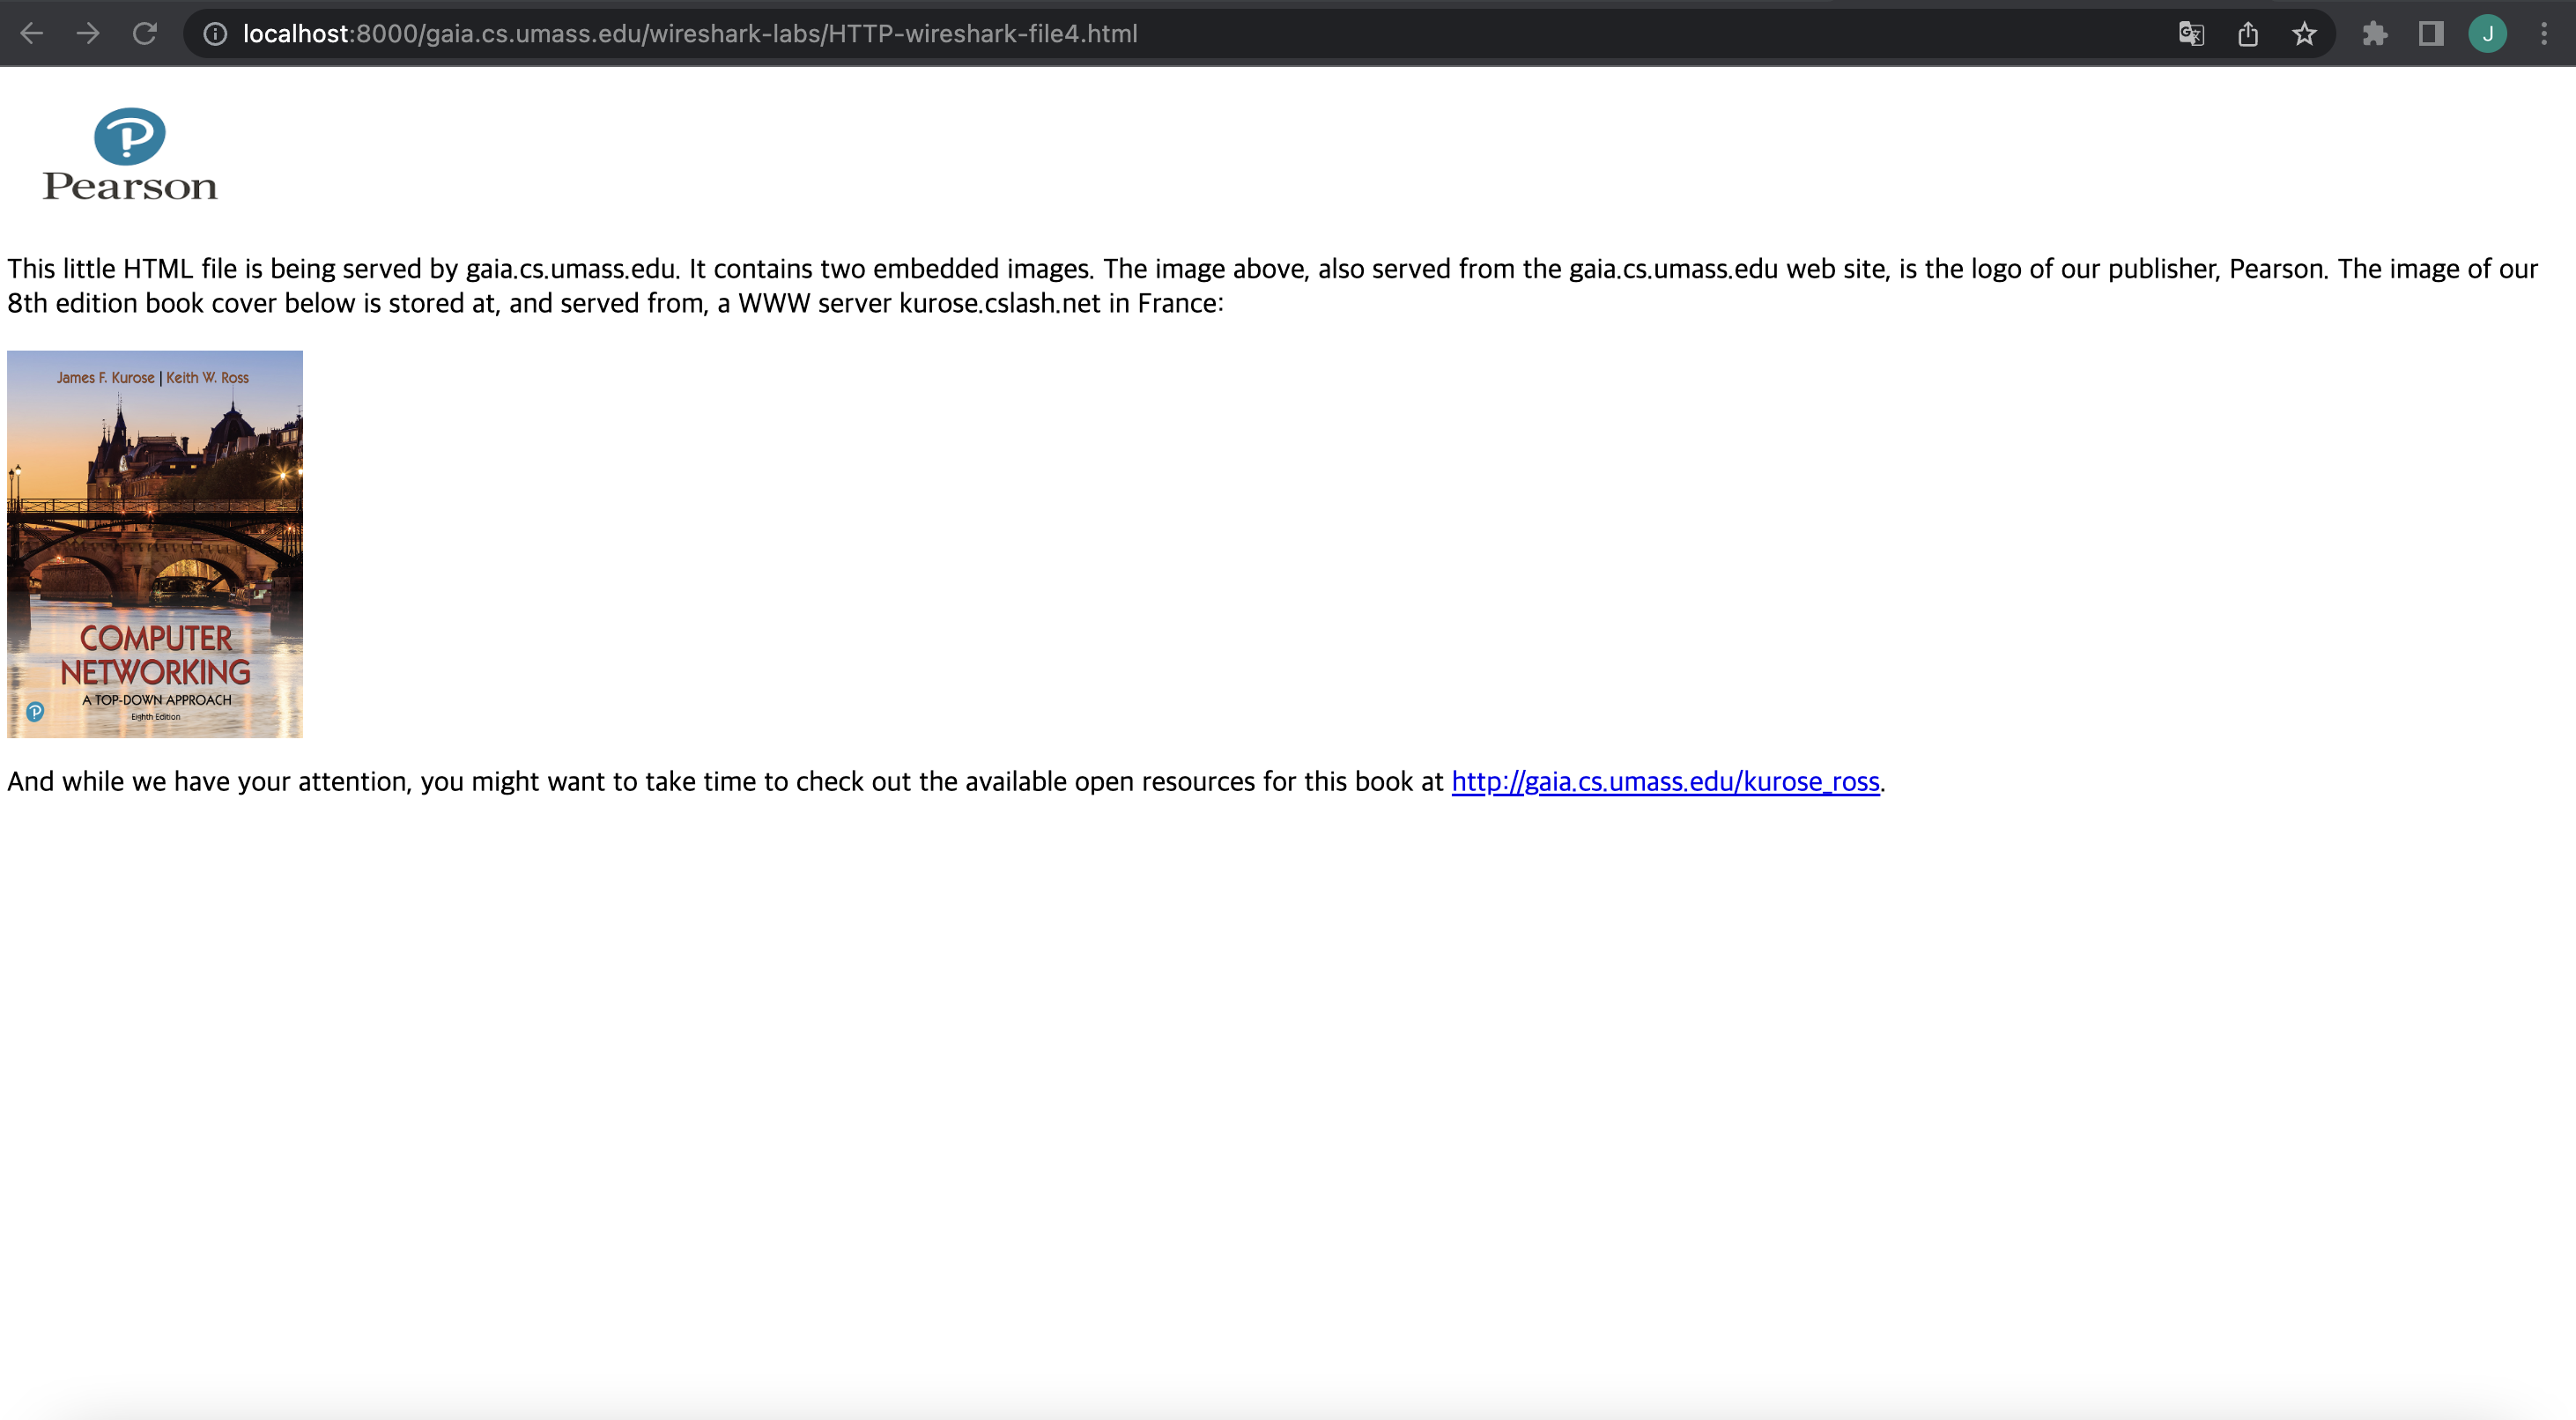 localhost:8000/gaia.cs.umass.edu/wireshark-labs/HTTP-wireshark-file4.html
J
Pearson
This little HTML file is being served by gaia.cs.umass.edu. It contains two embedded images. The image above, also served from the gaia.cs.umass.edu web site, is the logo of our publisher, Pearson. The image of our
8th edition book cover below is stored at, and served from, a WWW server kurose.cslash.net in France:
James F. Kurose | Keith W. Ross
COMPUTER
NETWORKING
A TOP-DOWN APPROACH
Eighth Edition
And while we have your attention, you might want to take time to check out the available open resources for this book at http://gaia.cs.umass.edu/kurose_ross.